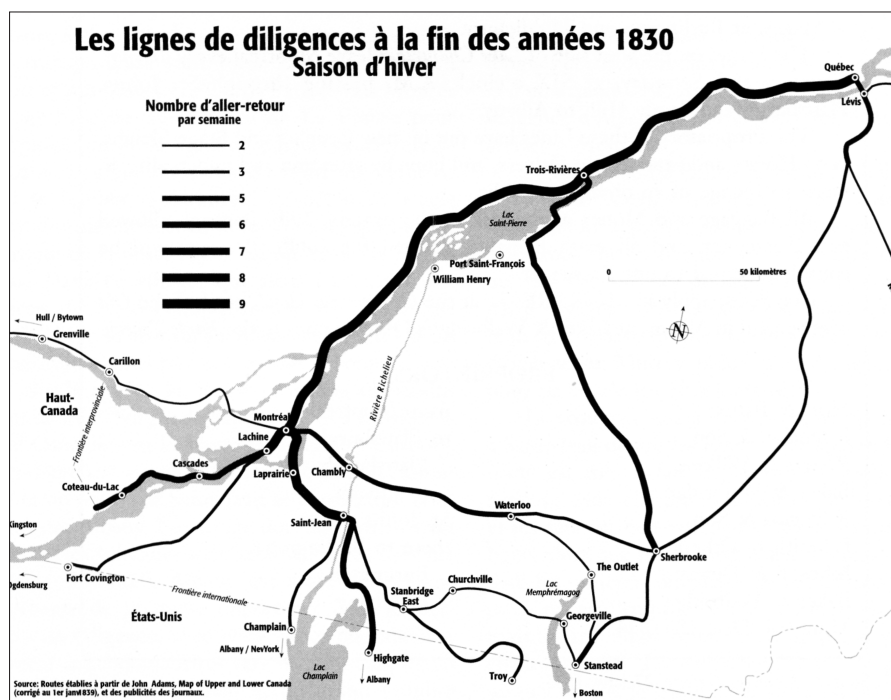 Les lignes de diligences à la fin des années 1830
Saison d'hiver
Nombre d'aller-retour
par semaine
2
3
5
6
7
8
9
Québec
Lévis
Trois-Rivières
Lac
Saint-Pierre
Port Saint-François
William Henry
0
50 kilomètres
N
Hull / Bytown
Grenville
Carillon
Haut-
Canada
Frontière interprovinciale
Rivière Richelieu
Montréal
Lachine
Cascades
Laprairie
Chambly
Coteau-du-Lac
Waterloo
Saint-Jean
Kingston
Sherbrooke
Fort Covington
Ogdensburg
Frontière internationale
The Outlet
Churchville
Lac
Memphrémagog
Stanbridge
East
États-Unis
Georgeville
Champlain
Albany / NewYork
Highgate
Troy
Stanstead
Lac
Champlain
Albany
Boston
Source: Routes établies à partir de John Adams, Map of Upper and Lower Canada
(corrigé au 1er janvi1839), et des publicités des journaux.